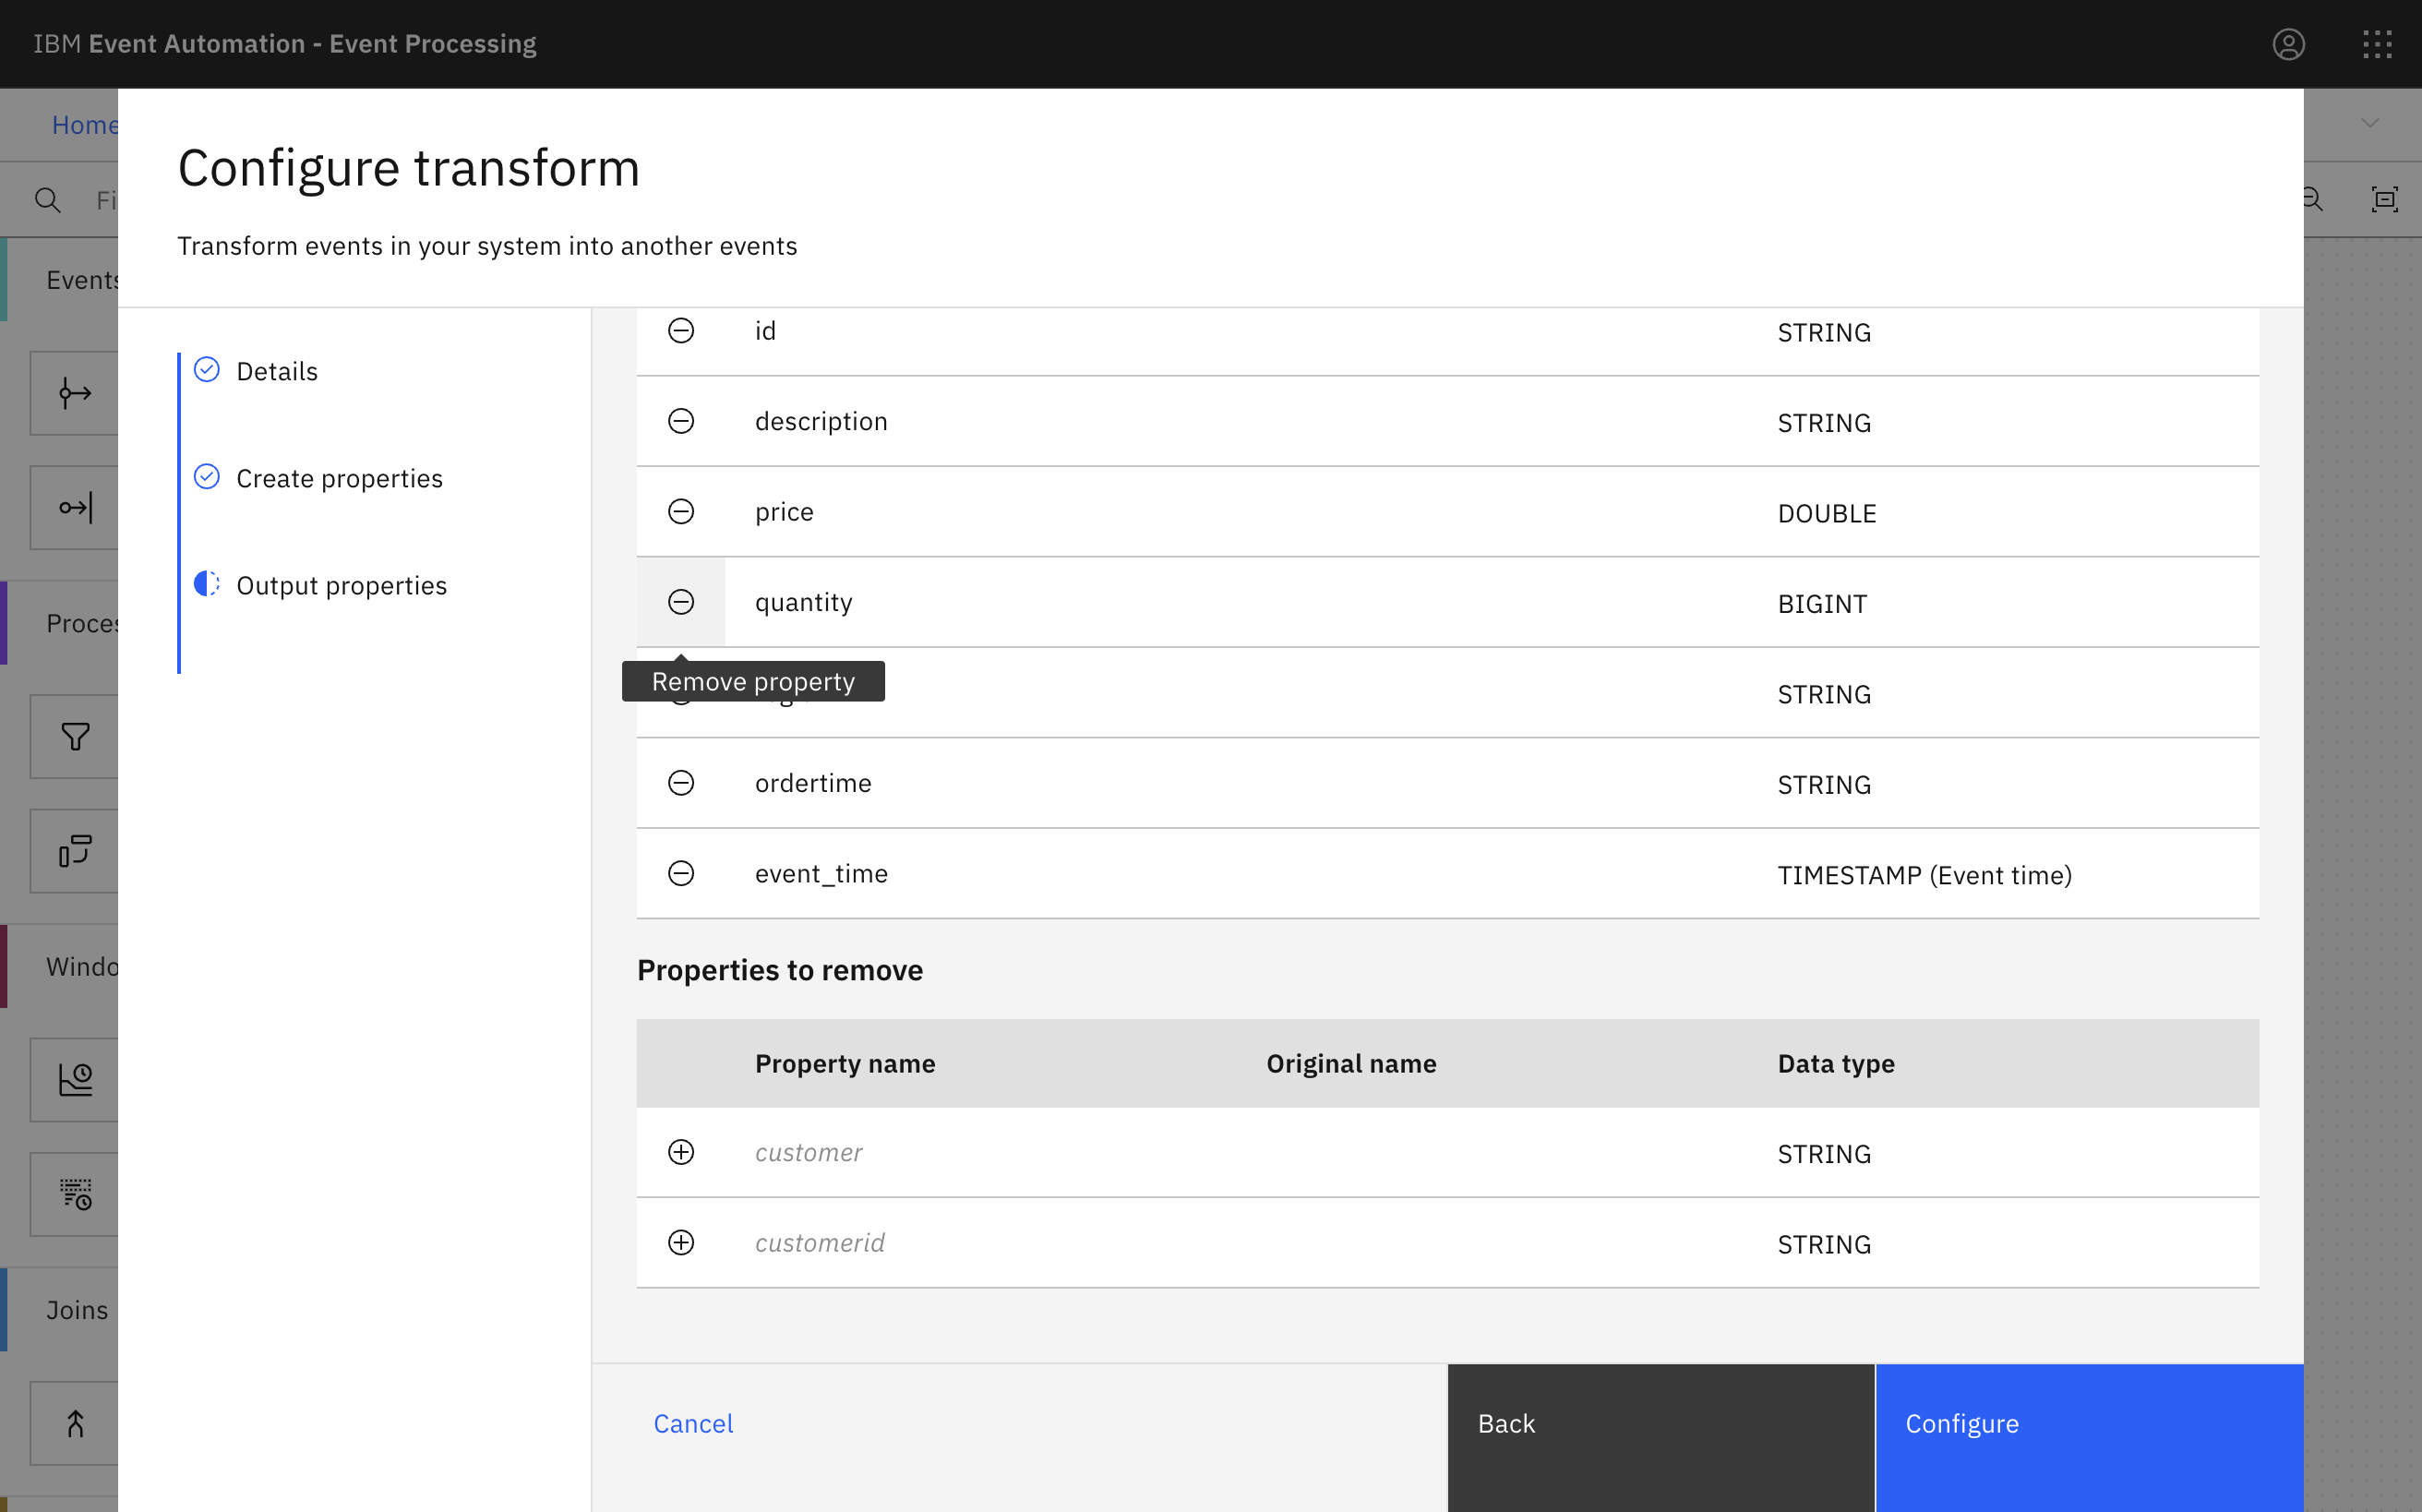 IBM Event Automation - Event Processing
Home
Configure transform
Transform events in your system into another events
Fi
Events
Proces
Windo
Joins
Details
Create properties
Output properties
id STRING
description STRING
price DOUBLE
quantity BIGINT
Remove property
STRING
ordertime STRING
event_time TIMESTAMP (Event time)
Properties to remove
Property name Original name Data type
customer STRING
customerid STRING
Cancel
Back
Configure